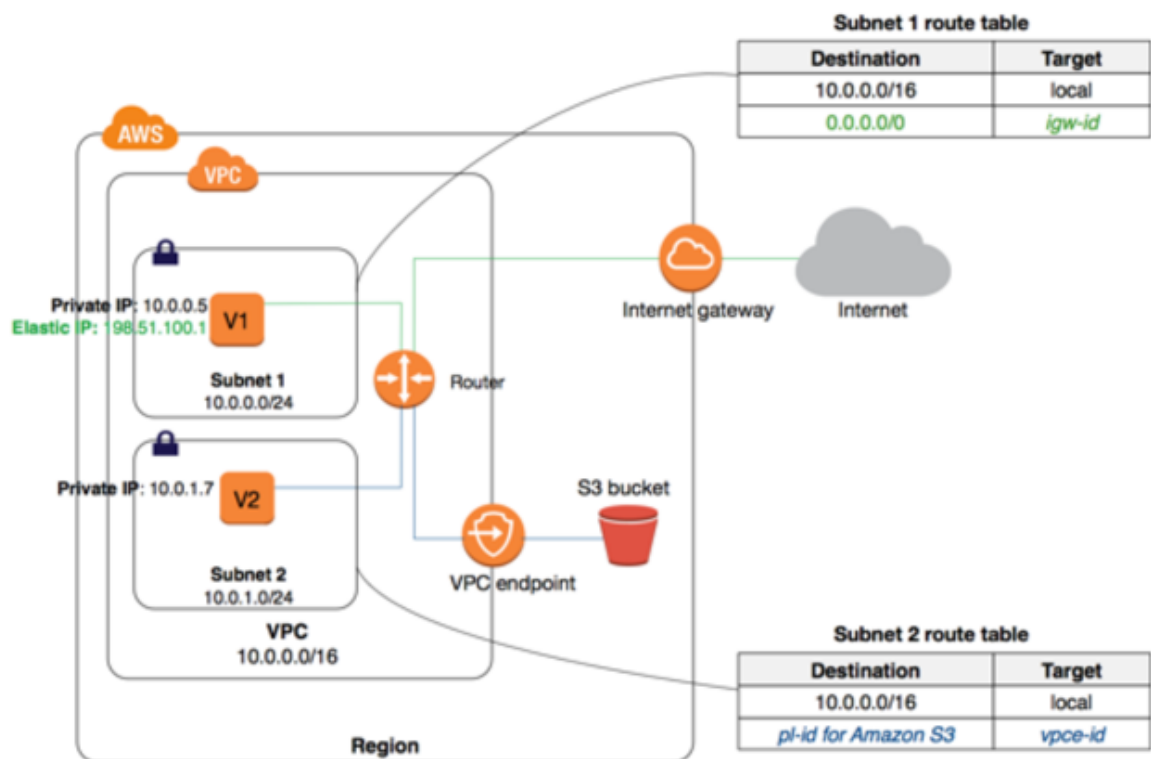 Subnet 1 route table
Destination Target
10.0.0.0/16 local
0.0.0.0/0 igw-id
AWS
VPC
Private IP: 10.0.0.5
Elastic IP: 198.51.100.1
V1
Subnet 1
10.0.0.0/24
Router
Internet gateway
Internet
Private IP: 10.0.1.7
V2
Subnet 2
10.0.1.0/24
S3 bucket
VPC endpoint
VPC
10.0.0.0/16
Region
Subnet 2 route table
Destination Target
10.0.0.0/16 local
pl-id for Amazon S3 vpce-id